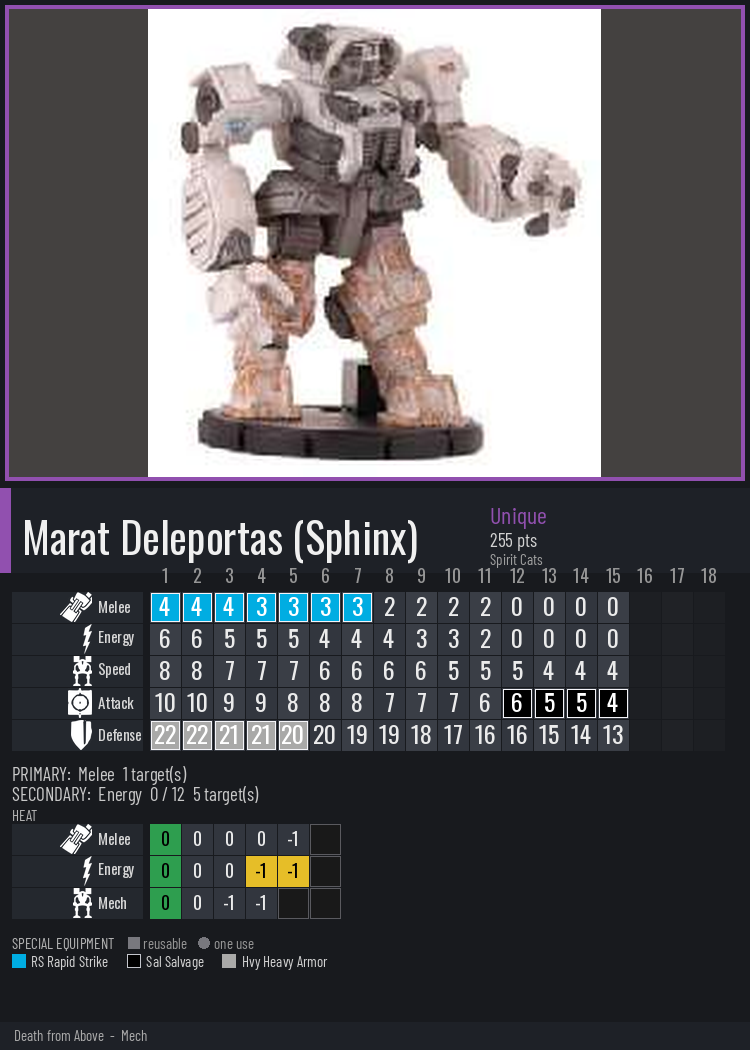 Marat Deleportas (Sphinx)
Unique
255 pts
Spirit Cats
1 2 3 4 5 6 7 8 9 10 11 12 13 14 15 16 17 18
Melee 4 4 4 3 3 3 3 2 2 2 2 0 0 0 0
Energy 6 6 5 5 5 4 4 4 3 3 2 0 0 0 0
Speed 8 8 7 7 7 6 6 6 6 5 5 5 4 4 4
Attack 10 10 9 9 8 8 8 7 7 7 6 6 5 5 4
Defense 22 22 21 21 20 20 19 19 18 17 16 16 15 14 13
PRIMARY: Melee 1 target(s)
SECONDARY: Energy 0 / 12 5 target(s)
HEAT
Melee 0 0 0 0 -1
Energy 0 0 0 -1 -1
Mech 0 0 -1 -1
SPECIAL EQUIPMENT reusable one use
RS Rapid Strike Sal Salvage Hvy Heavy Armor
Death from Above - Mech